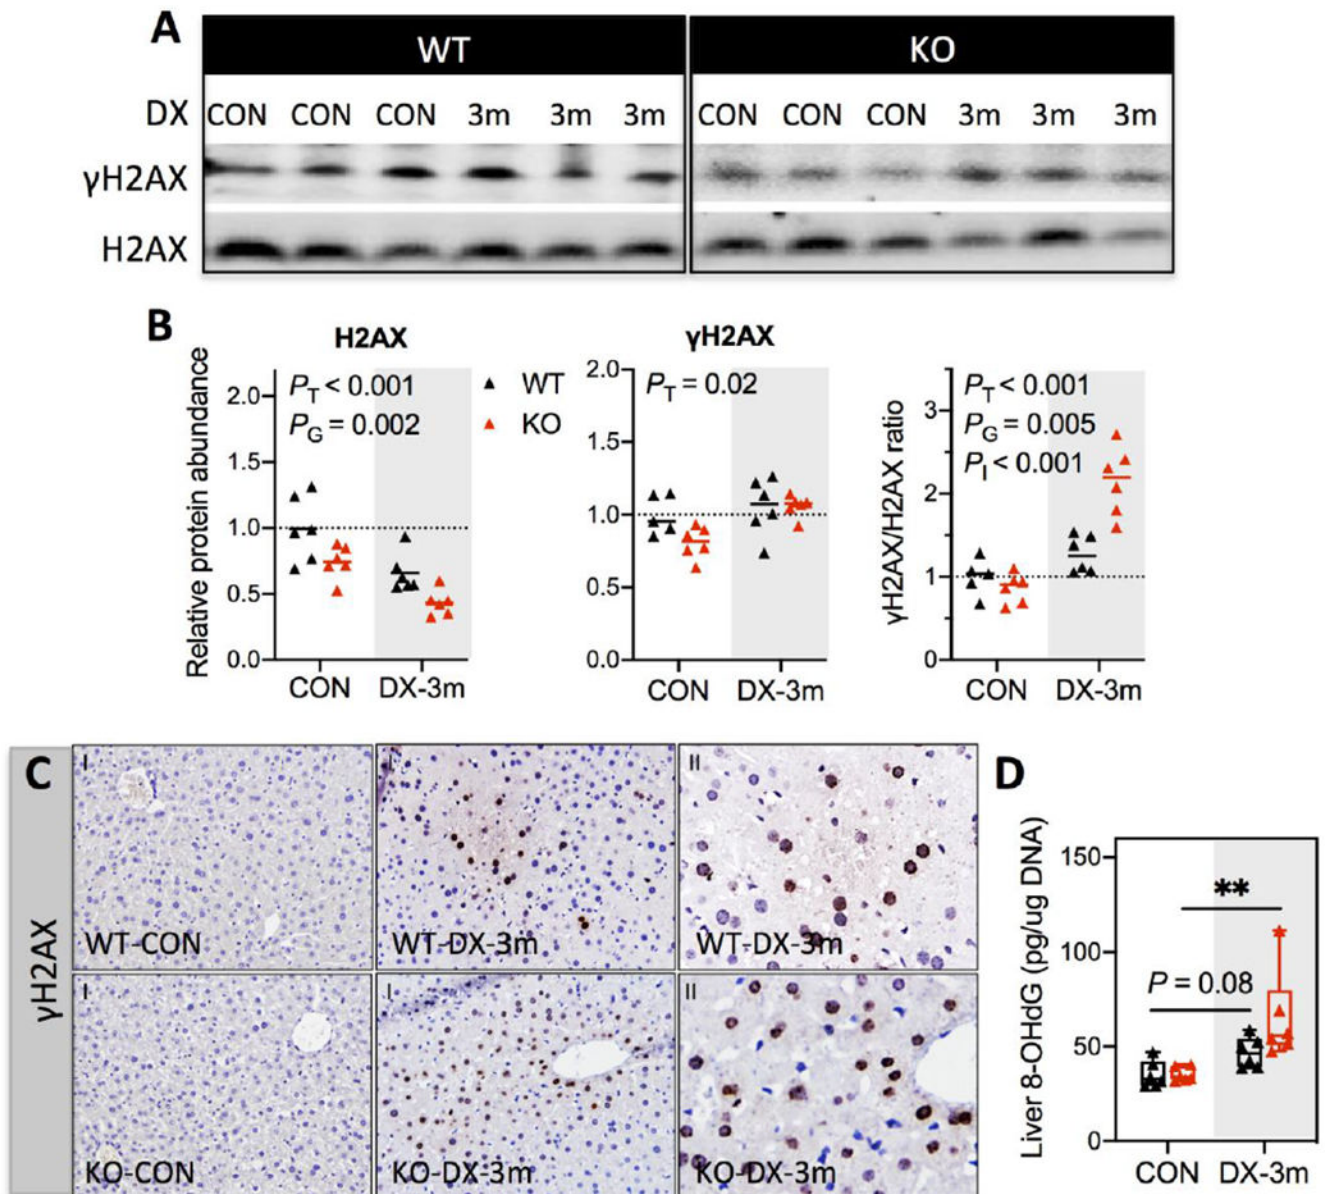 A
WT KO
DX CON CON CON 3m 3m 3m CON CON CON 3m 3m 3m
γH2AX
H2AX
B
H2AX
Relative protein abundance
2.0
1.5
1.0
0.5
0.0
P_T < 0.001
P_G = 0.002
CON DX-3m
WT
KO
γH2AX
2.0
1.5
1.0
0.5
0.0
P_T = 0.02
CON DX-3m
γH2AX/H2AX ratio
3
2
1
0
P_T < 0.001
P_G = 0.005
P_I < 0.001
CON DX-3m
C
γH2AX
I I II
WT-CON WT-DX-3m WT-DX-3m
I I II
KO-CON KO-DX-3m KO-DX-3m
D
Liver 8-OHdG (pg/ug DNA)
150
100
50
0
**
P = 0.08
CON DX-3m